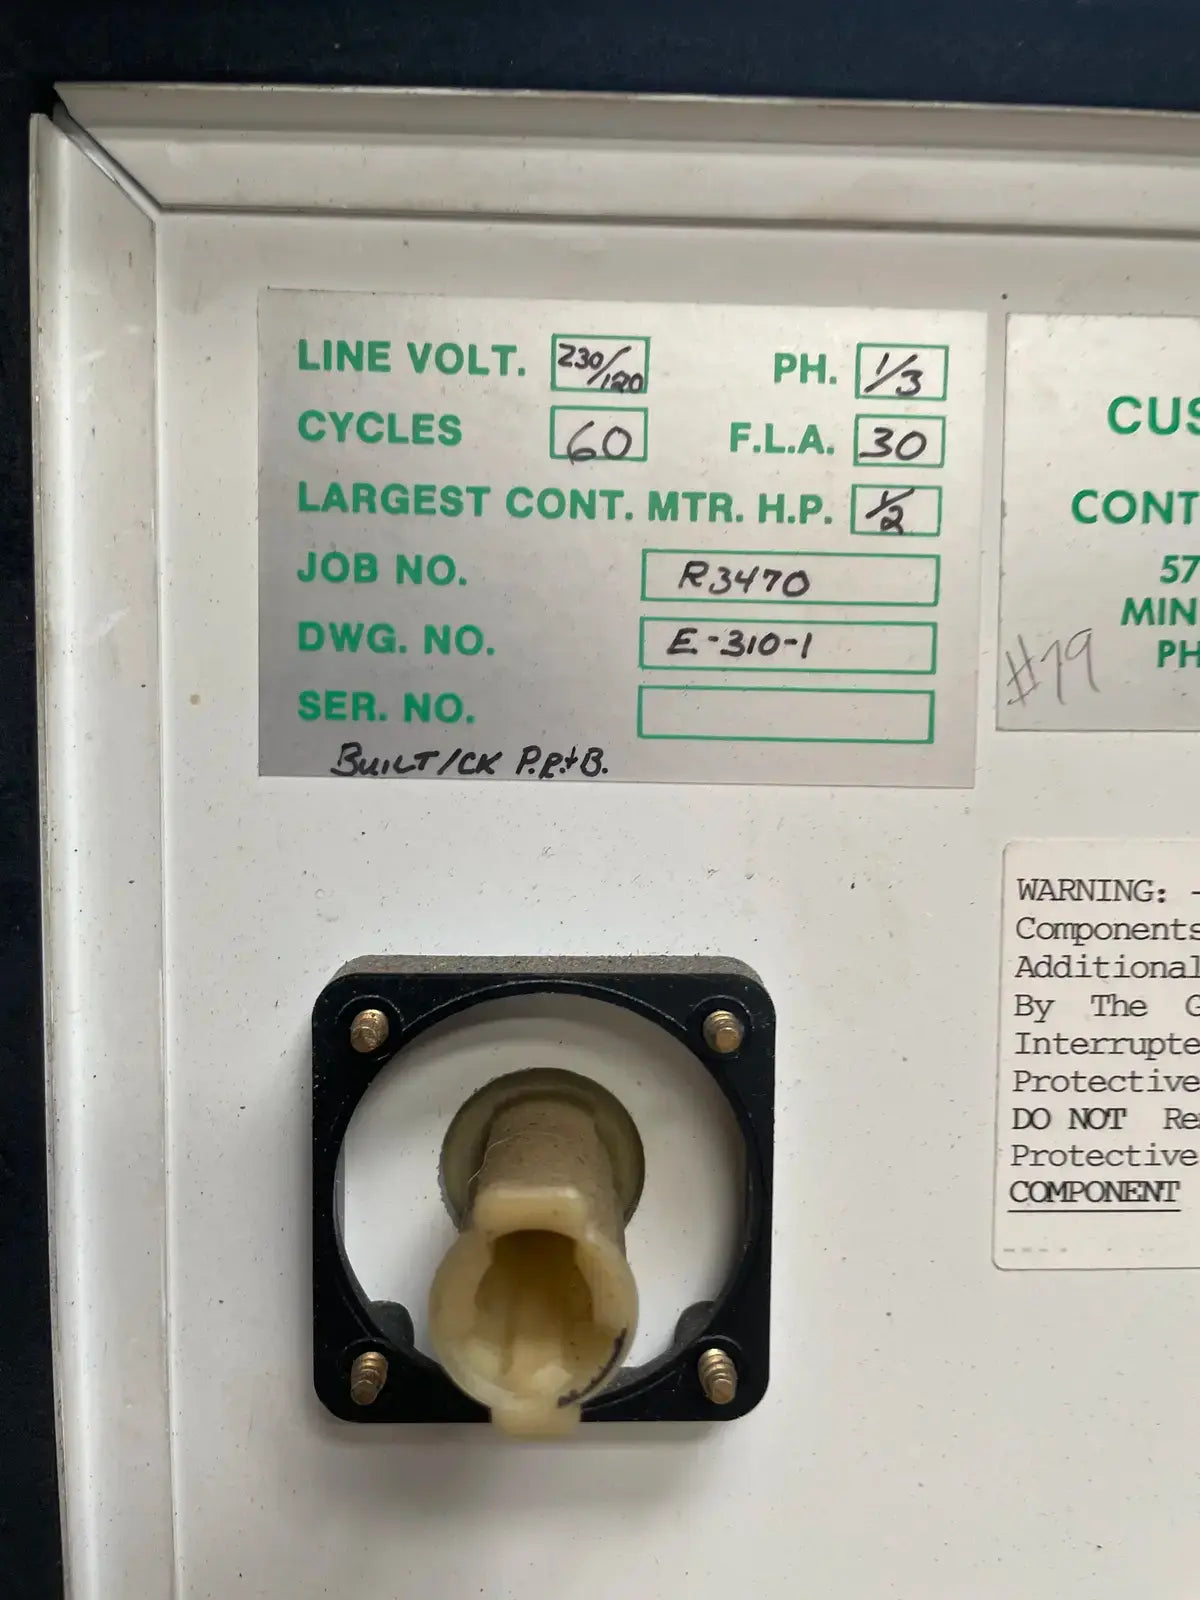 LINE VOLT. 230/120 PH. 1/3
CYCLES 60 F.L.A. 30
LARGEST CONT. MTR. H.P. 1/2
JOB NO. R3470
DWG. NO. E-310-1
SER. NO.
BUILT/CK P.R.+B.
CUS
CONT
57
MIN
PH
#79
WARNING: -
Components
Additional
By The G
Interrupte
Protective
DO NOT Re
Protective
COMPONENT